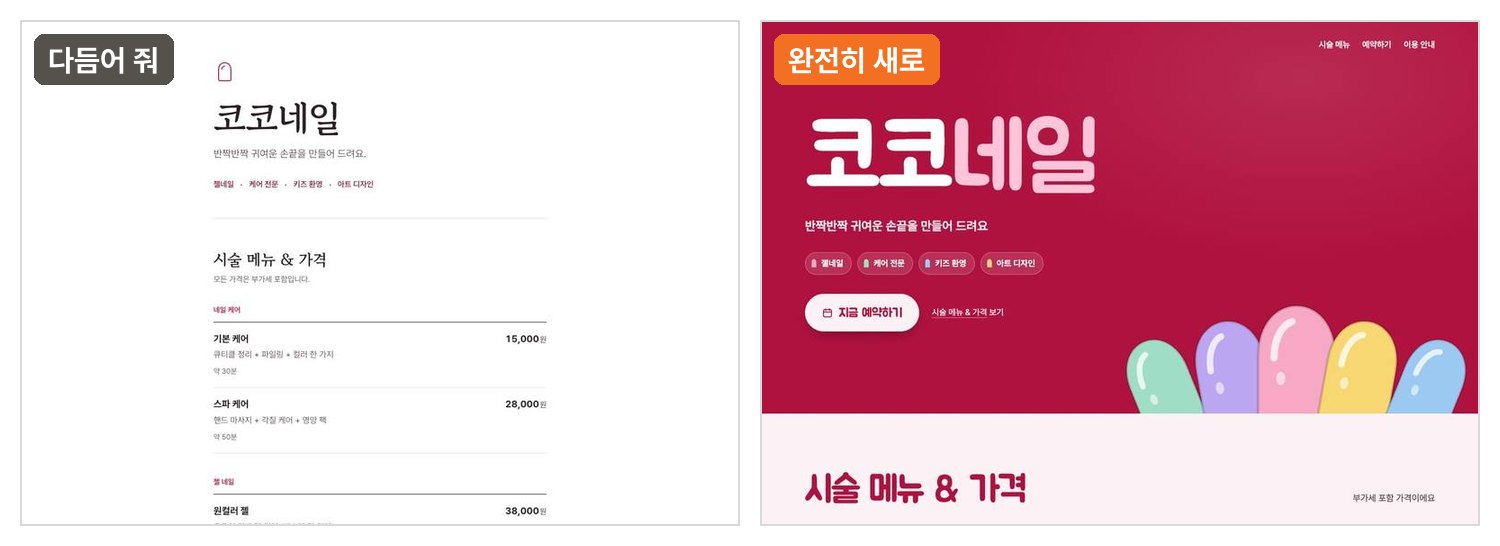 다듬어 줘
코코네일
반짝반짝 귀여운 손끝을 만들어 드려요.
젤네일 · 케어 전문 · 키즈 환영 · 아트 디자인
시술 메뉴 & 가격
모든 가격은 부가세 포함입니다.
네일 케어
기본 케어 15,000원
큐티클 정리 + 파일링 + 컬러 한 가지
약 30분
스파 케어 28,000원
핸드 마사지 + 각질 케어 + 영양 팩
약 50분
젤 네일
원컬러 젤 38,000원
완전히 새로
시술 메뉴 예약하기 이용 안내
코코네일
반짝반짝 귀여운 손끝을 만들어 드려요
젤네일 케어 전문 키즈 환영 아트 디자인
지금 예약하기 시술 메뉴 & 가격 보기
시술 메뉴 & 가격
부가세 포함 가격이에요